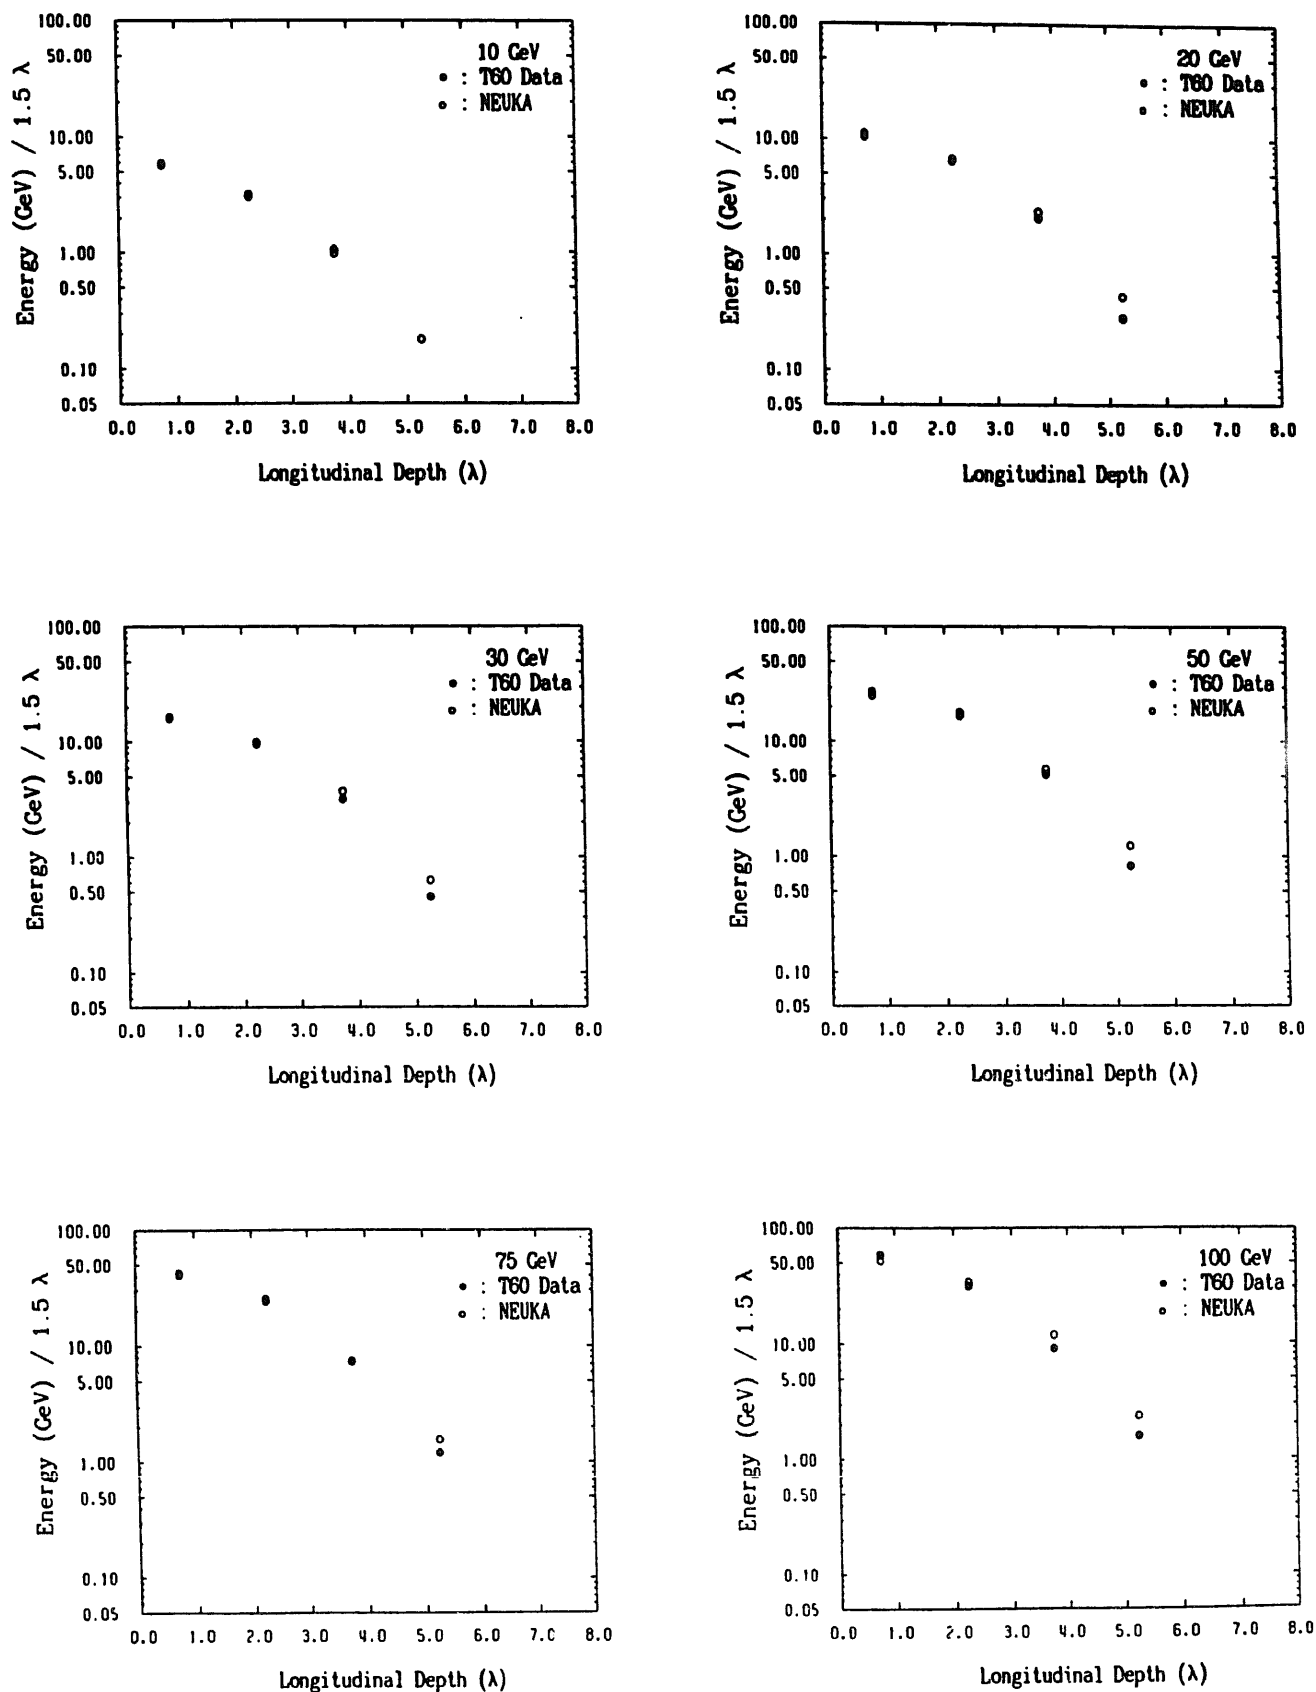 100.00
50.00
10.00
5.00
1.00
0.50
0.10
0.05
Energy (GeV) / 1.5 λ
10 GeV
• : T60 Data
o : NEUKA
0.0 1.0 2.0 3.0 4.0 5.0 6.0 7.0 8.0
Longitudinal Depth (λ)
100.00
50.00
10.00
5.00
1.00
0.50
0.10
0.05
Energy (GeV) / 1.5 λ
20 GeV
• : T60 Data
o : NEUKA
0.0 1.0 2.0 3.0 4.0 5.0 6.0 7.0 8.0
Longitudinal Depth (λ)
100.00
50.00
10.00
5.00
1.00
0.50
0.10
0.05
Energy (GeV) / 1.5 λ
30 GeV
• : T60 Data
o : NEUKA
0.0 1.0 2.0 3.0 4.0 5.0 6.0 7.0 8.0
Longitudinal Depth (λ)
100.00
50.00
10.00
5.00
1.00
0.50
0.10
0.05
Energy (GeV) / 1.5 λ
50 GeV
• : T60 Data
o : NEUKA
0.0 1.0 2.0 3.0 4.0 5.0 6.0 7.0 8.0
Longitudinal Depth (λ)
100.00
50.00
10.00
5.00
1.00
0.50
0.10
0.05
Energy (GeV) / 1.5 λ
75 GeV
• : T60 Data
o : NEUKA
0.0 1.0 2.0 3.0 4.0 5.0 6.0 7.0 8.0
Longitudinal Depth (λ)
100.00
50.00
10.00
5.00
1.00
0.50
0.10
0.05
Energy (GeV) / 1.5 λ
100 GeV
• : T60 Data
o : NEUKA
0.0 1.0 2.0 3.0 4.0 5.0 6.0 7.0 8.0
Longitudinal Depth (λ)